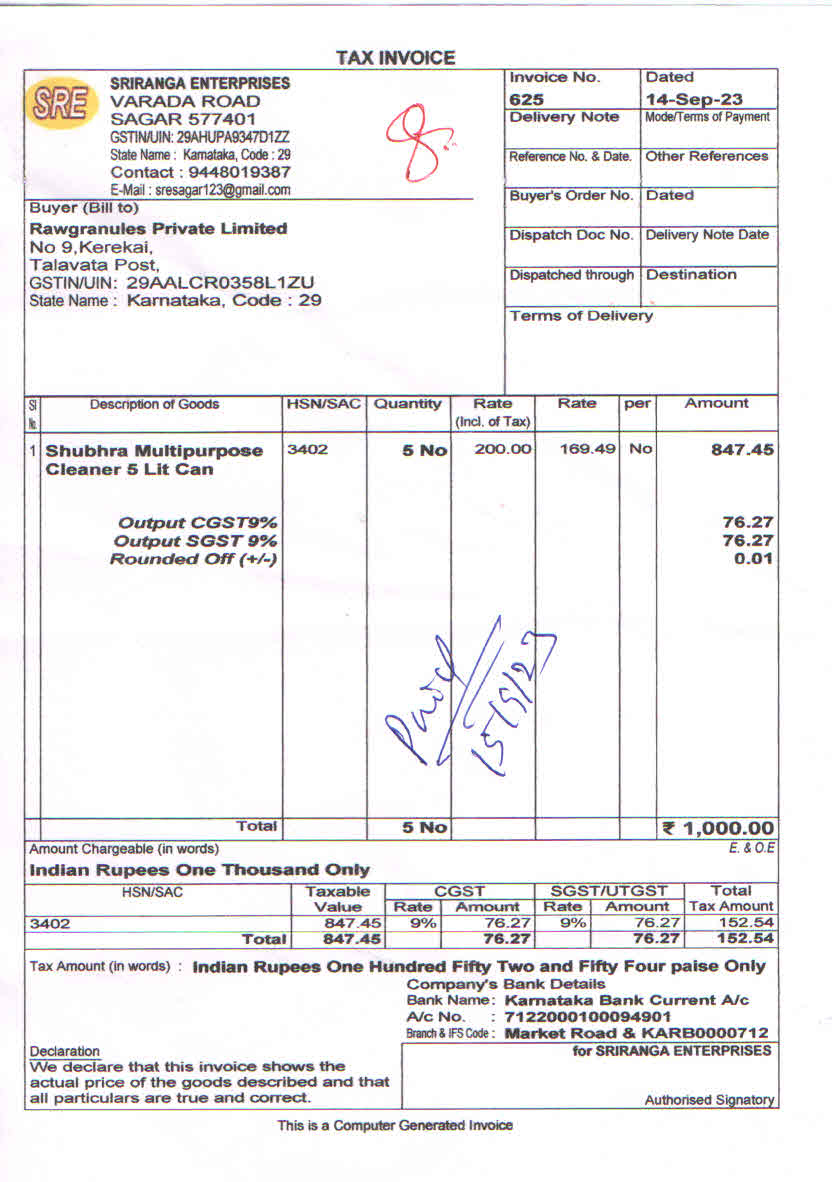 TAX INVOICE
SRE
SRIRANGA ENTERPRISES
VARADA ROAD
SAGAR 577401
GSTIN/UIN: 29AHUPA9347D1ZZ
State Name : Karnataka, Code : 29
Contact : 9448019387
E-Mail : sresagar123@gmail.com
Invoice No. Dated
625 14-Sep-23
Delivery Note Mode/Terms of Payment
Reference No. & Date. Other References
Buyer's Order No. Dated
Dispatch Doc No. Delivery Note Date
Dispatched through Destination
Terms of Delivery
Buyer (Bill to)
Rawgranules Private Limited
No 9,Kerekai,
Talavata Post,
GSTIN/UIN: 29AALCR0358L1ZU
State Name : Karnataka, Code : 29
Sl No. Description of Goods HSN/SAC Quantity Rate (Incl. of Tax) Rate per Amount
1 Shubhra Multipurpose 3402 5 No 200.00 169.49 No 847.45
Cleaner 5 Lit Can
Output CGST9% 76.27
Output SGST 9% 76.27
Rounded Off (+/-) 0.01
15/9/23
Total 5 No ₹ 1,000.00
Amount Chargeable (in words) E. & O.E
Indian Rupees One Thousand Only
HSN/SAC Taxable Value CGST SGST/UTGST Total Tax Amount
Rate Amount Rate Amount
3402 847.45 9% 76.27 9% 76.27 152.54
Total 847.45 76.27 76.27 152.54
Tax Amount (in words) : Indian Rupees One Hundred Fifty Two and Fifty Four paise Only
Company's Bank Details
Bank Name : Karnataka Bank Current A/c
A/c No. : 7122000100094901
Branch & IFS Code : Market Road & KARB0000712
Declaration
We declare that this invoice shows the
actual price of the goods described and that
all particulars are true and correct.
for SRIRANGA ENTERPRISES
Authorised Signatory
This is a Computer Generated Invoice